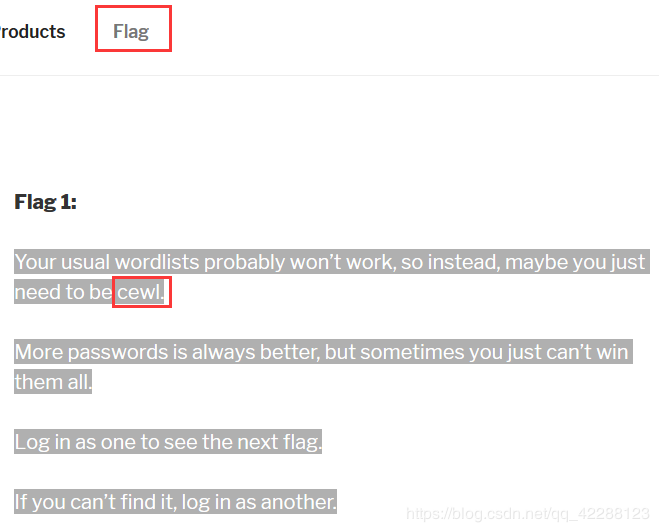 roducts Flag
Flag 1:
Your usual wordlists probably won’t work, so instead, maybe you just
need to be cewl.
More passwords is always better, but sometimes you just can’t win
them all.
Log in as one to see the next flag.
If you can’t find it, log in as another.
https://blog.csdn.net/qq_42288123